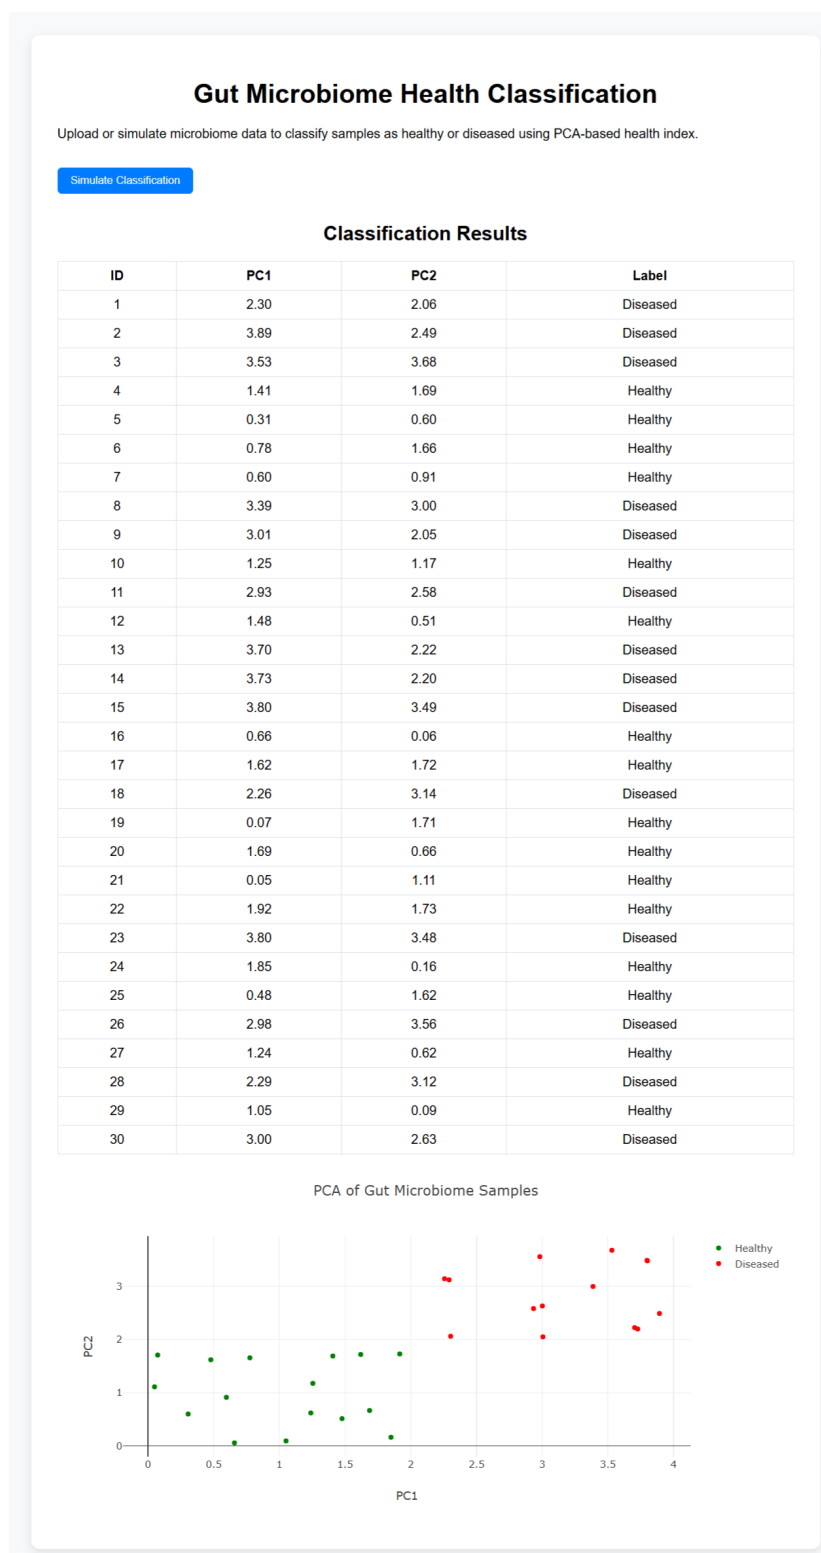 Gut Microbiome Health Classification
Upload or simulate microbiome data to classify samples as healthy or diseased using PCA-based health index.
Simulate Classification
Classification Results
ID PC1 PC2 Label
1 2.30 2.06 Diseased
2 3.89 2.49 Diseased
3 3.53 3.68 Diseased
4 1.41 1.69 Healthy
5 0.31 0.60 Healthy
6 0.78 1.66 Healthy
7 0.60 0.91 Healthy
8 3.39 3.00 Diseased
9 3.01 2.05 Diseased
10 1.25 1.17 Healthy
11 2.93 2.58 Diseased
12 1.48 0.51 Healthy
13 3.70 2.22 Diseased
14 3.73 2.20 Diseased
15 3.80 3.49 Diseased
16 0.66 0.06 Healthy
17 1.62 1.72 Healthy
18 2.26 3.14 Diseased
19 0.07 1.71 Healthy
20 1.69 0.66 Healthy
21 0.05 1.11 Healthy
22 1.92 1.73 Healthy
23 3.80 3.48 Diseased
24 1.85 0.16 Healthy
25 0.48 1.62 Healthy
26 2.98 3.56 Diseased
27 1.24 0.62 Healthy
28 2.29 3.12 Diseased
29 1.05 0.09 Healthy
30 3.00 2.63 Diseased
PCA of Gut Microbiome Samples
Healthy
Diseased
3
2
1
0
PC2
0 0.5 1 1.5 2 2.5 3 3.5 4
PC1